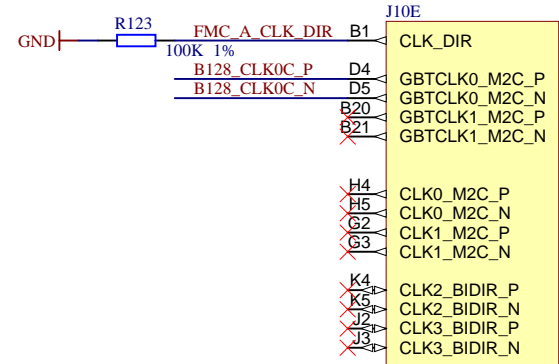 J10E
R123
GND
100K 1%
FMC_A_CLK_DIR B1 CLK_DIR
B128_CLK0C_P D4 GBTCLK0_M2C_P
B128_CLK0C_N D5 GBTCLK0_M2C_N
B20 GBTCLK1_M2C_P
B21 GBTCLK1_M2C_N
H4 CLK0_M2C_P
H5 CLK0_M2C_N
G2 CLK1_M2C_P
G3 CLK1_M2C_N
K4 CLK2_BIDIR_P
K5 CLK2_BIDIR_N
J2 CLK3_BIDIR_P
J3 CLK3_BIDIR_N